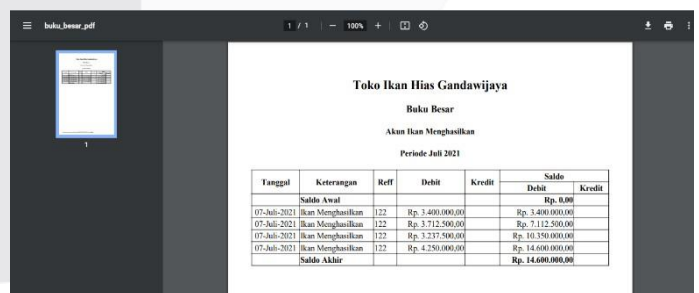 buku_besar_pdf
1 / 1
100%
1
Toko Ikan Hias Gandawijaya
Buku Besar
Akun Ikan Menghasilkan
Periode Juli 2021
Tanggal Keterangan Reff Debit Kredit Saldo
Debit Kredit
Saldo Awal Rp. 0,00
07-Juli-2021 Ikan Menghasilkan 122 Rp. 3.400.000,00 Rp. 3.400.000,00
07-Juli-2021 Ikan Menghasilkan 122 Rp. 3.712.500,00 Rp. 7.112.500,00
07-Juli-2021 Ikan Menghasilkan 122 Rp. 3.237.500,00 Rp. 10.350.000,00
07-Juli-2021 Ikan Menghasilkan 122 Rp. 4.250.000,00 Rp. 14.600.000,00
Saldo Akhir Rp. 14.600.000,00